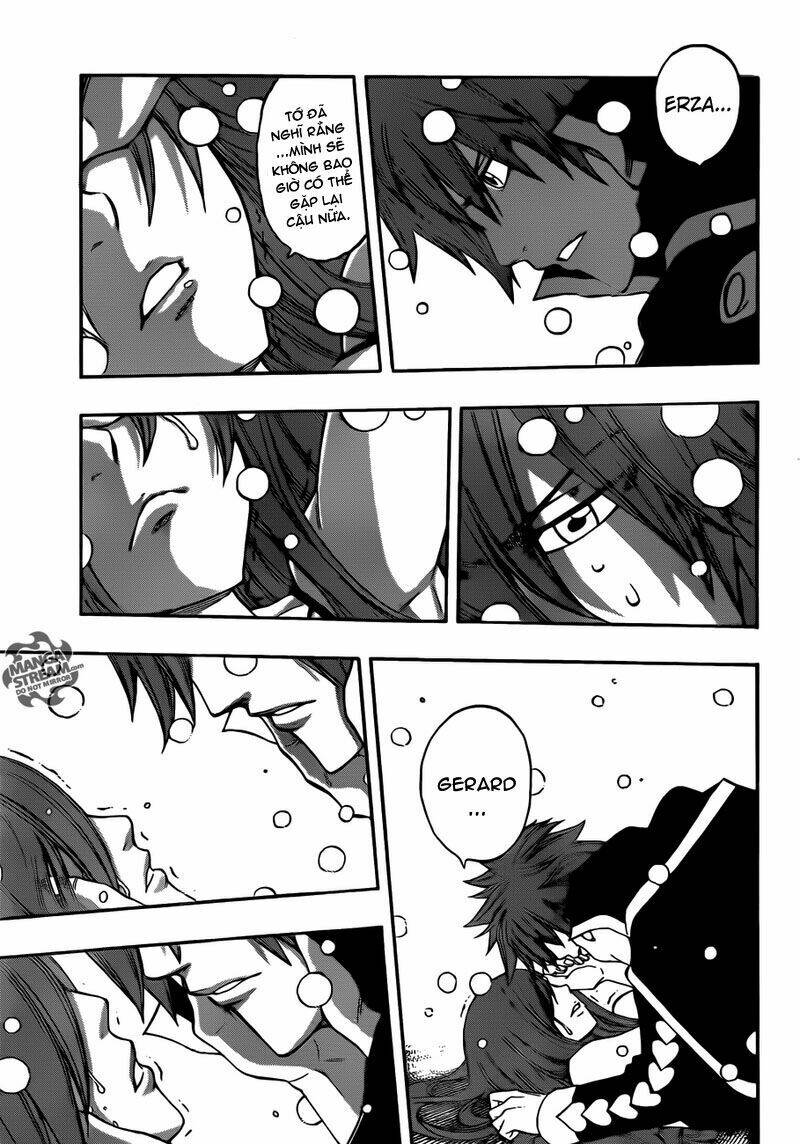 ERZA...
TỚ ĐÃ
NGHĨ RẰNG
...MÌNH SẼ
KHÔNG BAO
GIỜ CÓ THỂ
GẶP LẠI
CẬU NỮA.
MANGA
STREAM.com
DO NOT MIRROR!
GERARD
...